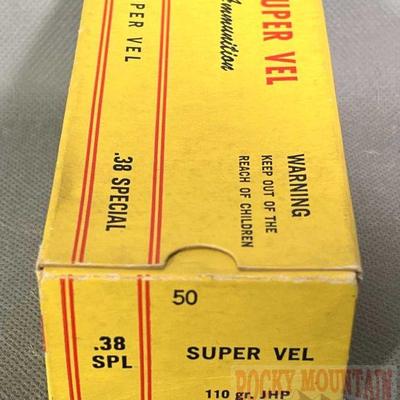 SUPER VEL
Ammunition
SUPER VEL
.38 SPECIAL
WARNING
KEEP OUT OF THE
REACH OF CHILDREN
50
.38
SPL
SUPER VEL
110 gr. JHP
ROCKY MOUNTAIN